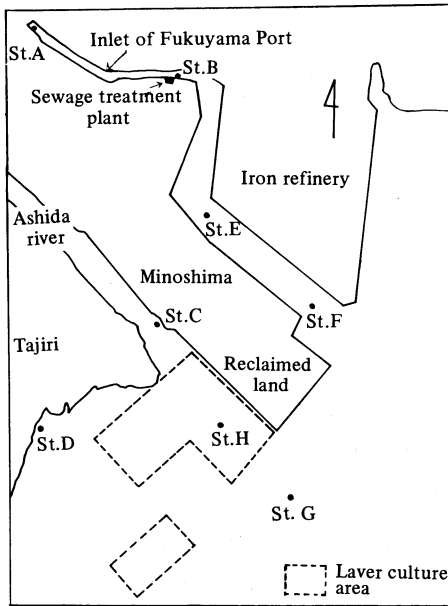 St.A
Inlet of Fukuyama Port
St.B
Sewage treatment
plant
Iron refinery
Ashida
river
St.E
Minoshima
St.C
St.F
Tajiri
Reclaimed
land
St.D
St.H
St. G
Laver culture
area